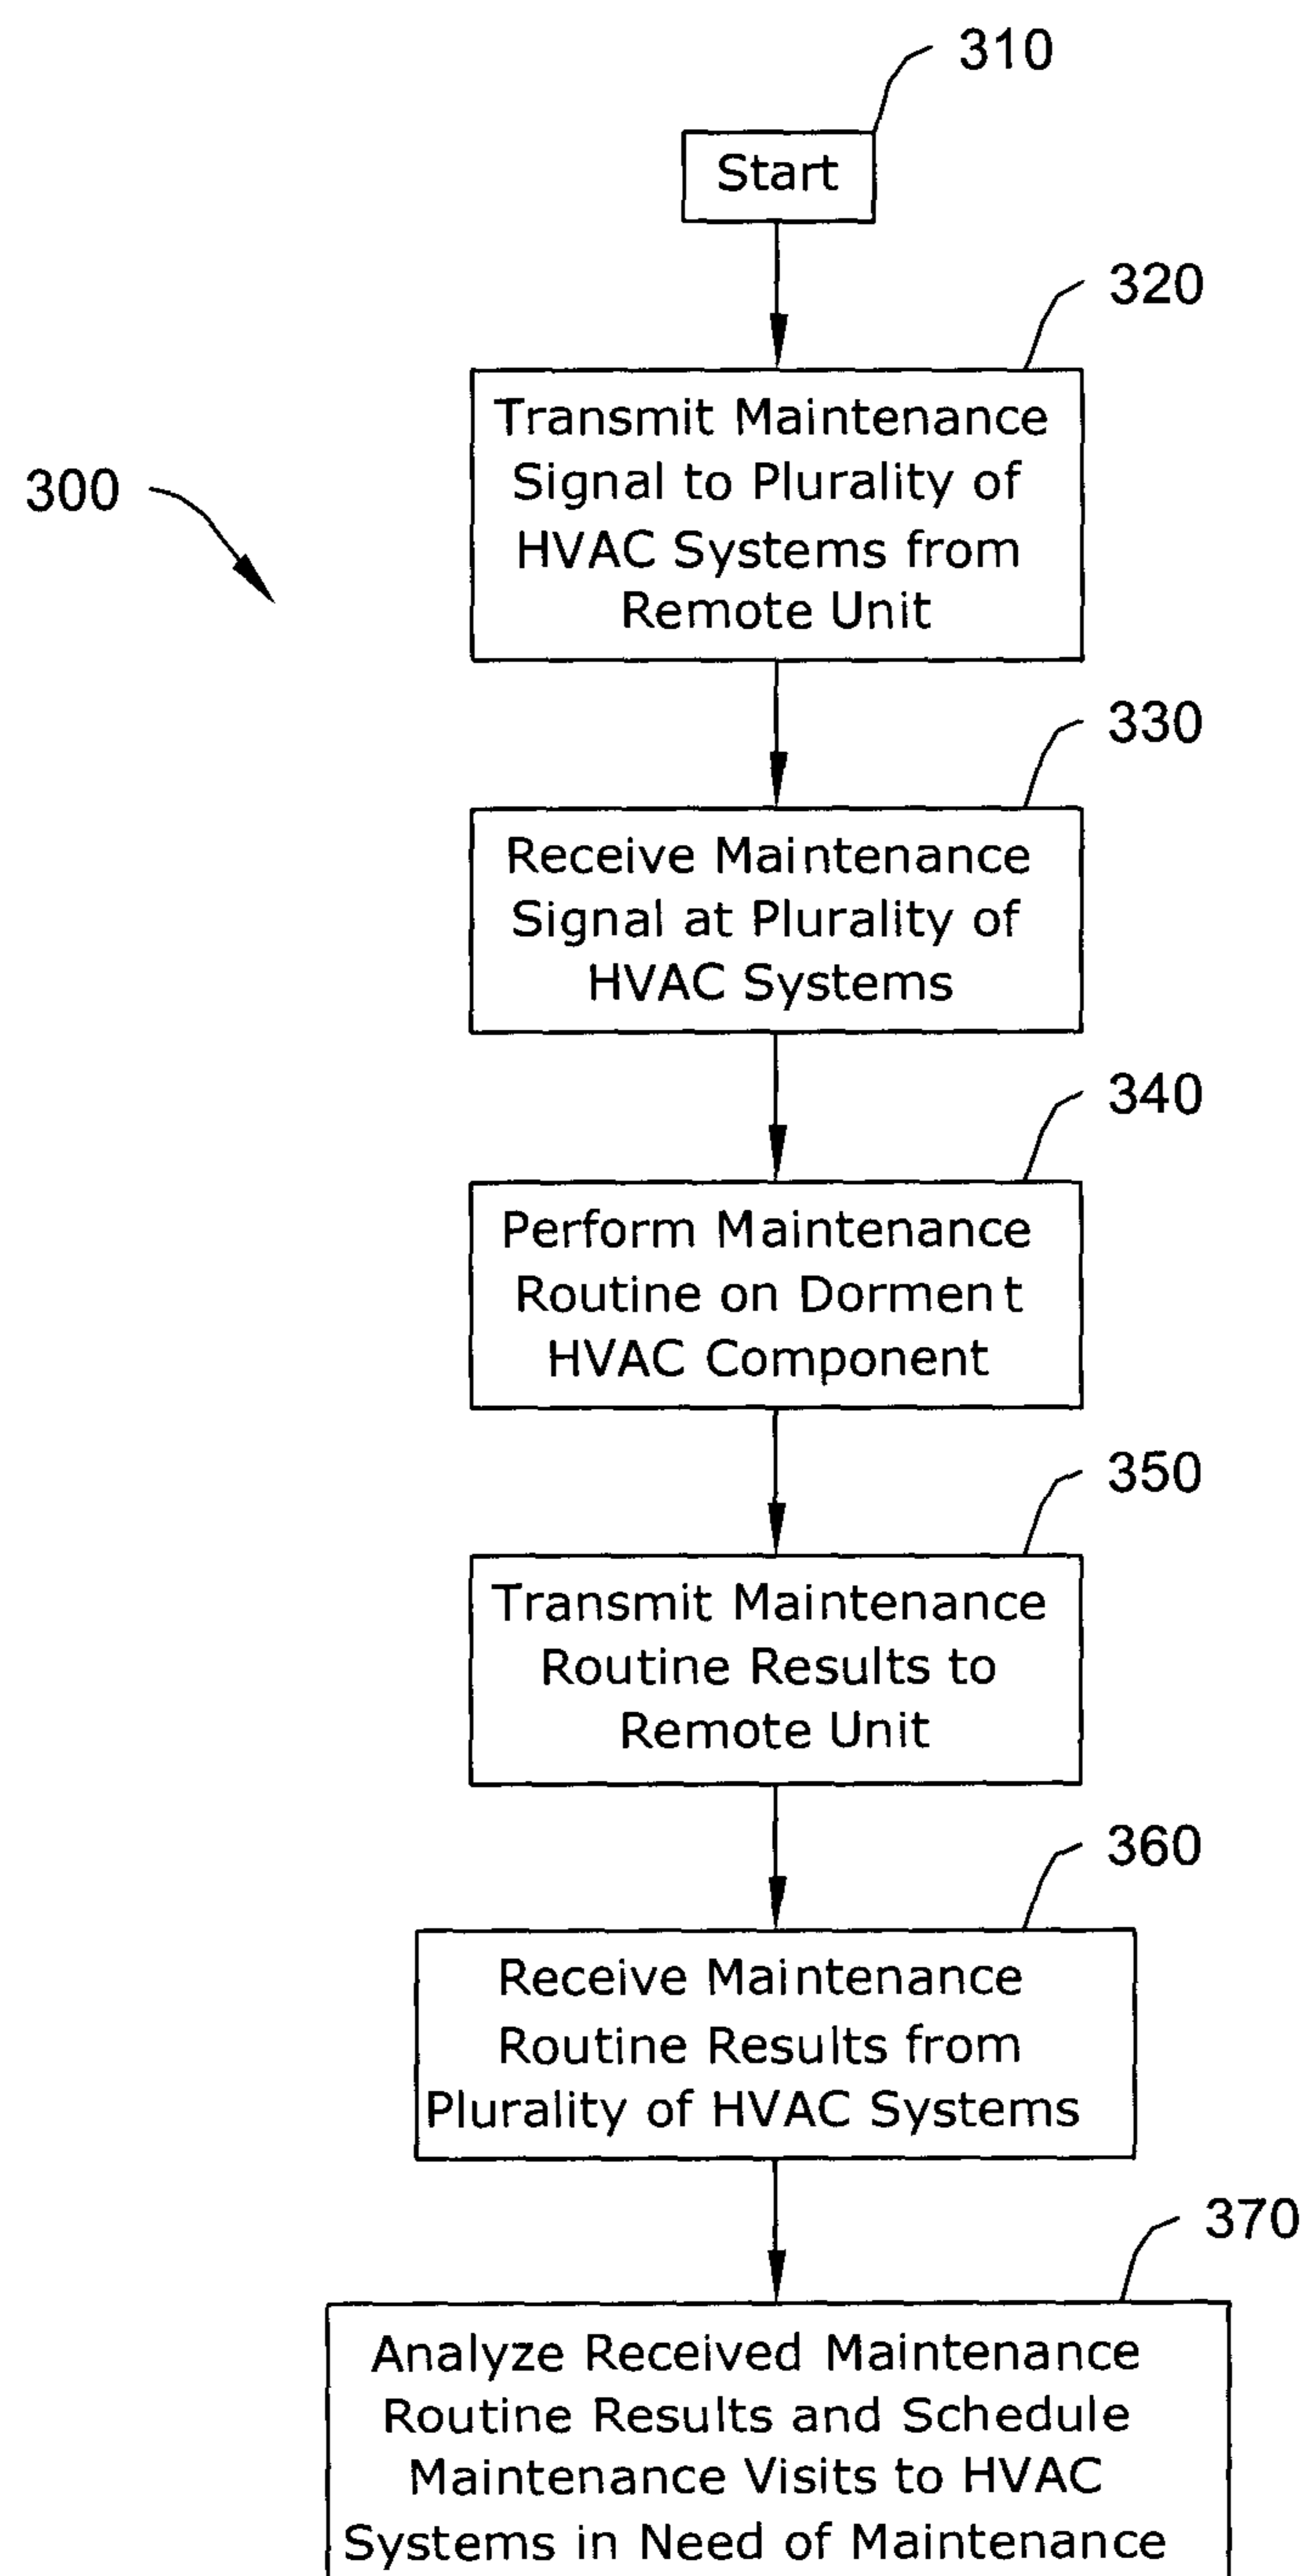 310
Start
320
300
Transmit Maintenance
Signal to Plurality of
HVAC Systems from
Remote Unit
330
Receive Maintenance
Signal at Plurality of
HVAC Systems
340
Perform Maintenance
Routine on Dorment
HVAC Component
350
Transmit Maintenance
Routine Results to
Remote Unit
360
Receive Maintenance
Routine Results from
Plurality of HVAC Systems
370
Analyze Received Maintenance
Routine Results and Schedule
Maintenance Visits to HVAC
Systems in Need of Maintenance